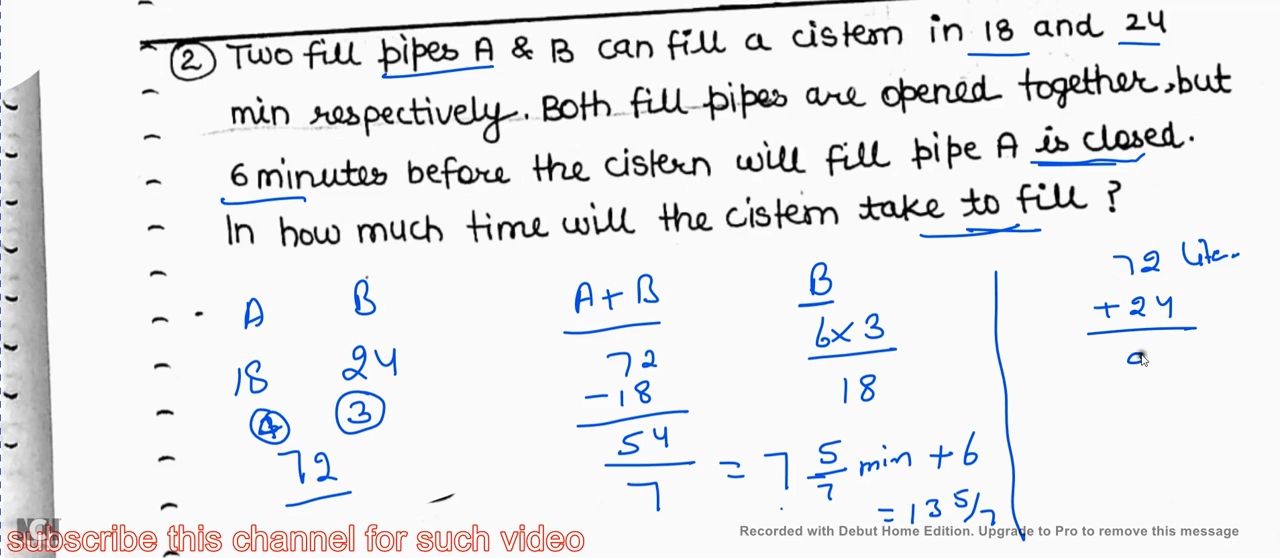 ② Two fill pipes A & B can fill a cistern in 18 and 24
min respectively. Both fill pipes are opened together, but
6 minutes before the cistern will fill pipe A is closed.
In how much time will the cistern take to fill ?
A B
18 24
④ ③
72
A + B
72
-18
54
7
= 7 5/7 min + 6
= 13 5/7
B
6 x 3
18
72 liter
+ 24
subscribe this channel for such video
Recorded with Debut Home Edition. Upgrade to Pro to remove this message